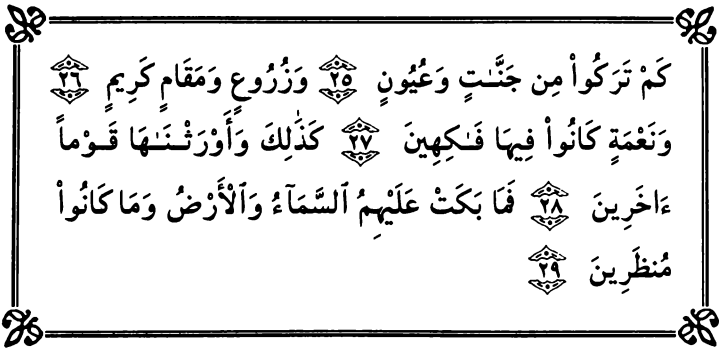 كَمْ تَرَكُوا۟ مِن جَنَّـٰتٍ وَعُيُونٍ ٢٥ وَزُرُوعٍ وَمَقَامٍ كَرِيمٍ ٢٦
وَنَعْمَةٍ كَانُوا۟ فِيهَا فَـٰكِهِينَ ٢٧ كَذَٰلِكَ وَأَوْرَثْنَـٰهَا قَوْماً
ءَاخَرِينَ ٢٨ فَمَا بَكَتْ عَلَيْهِمُ ٱلسَّمَآءُ وَٱلْأَرْضُ وَمَا كَانُوا۟
مُنظَرِينَ ٢٩